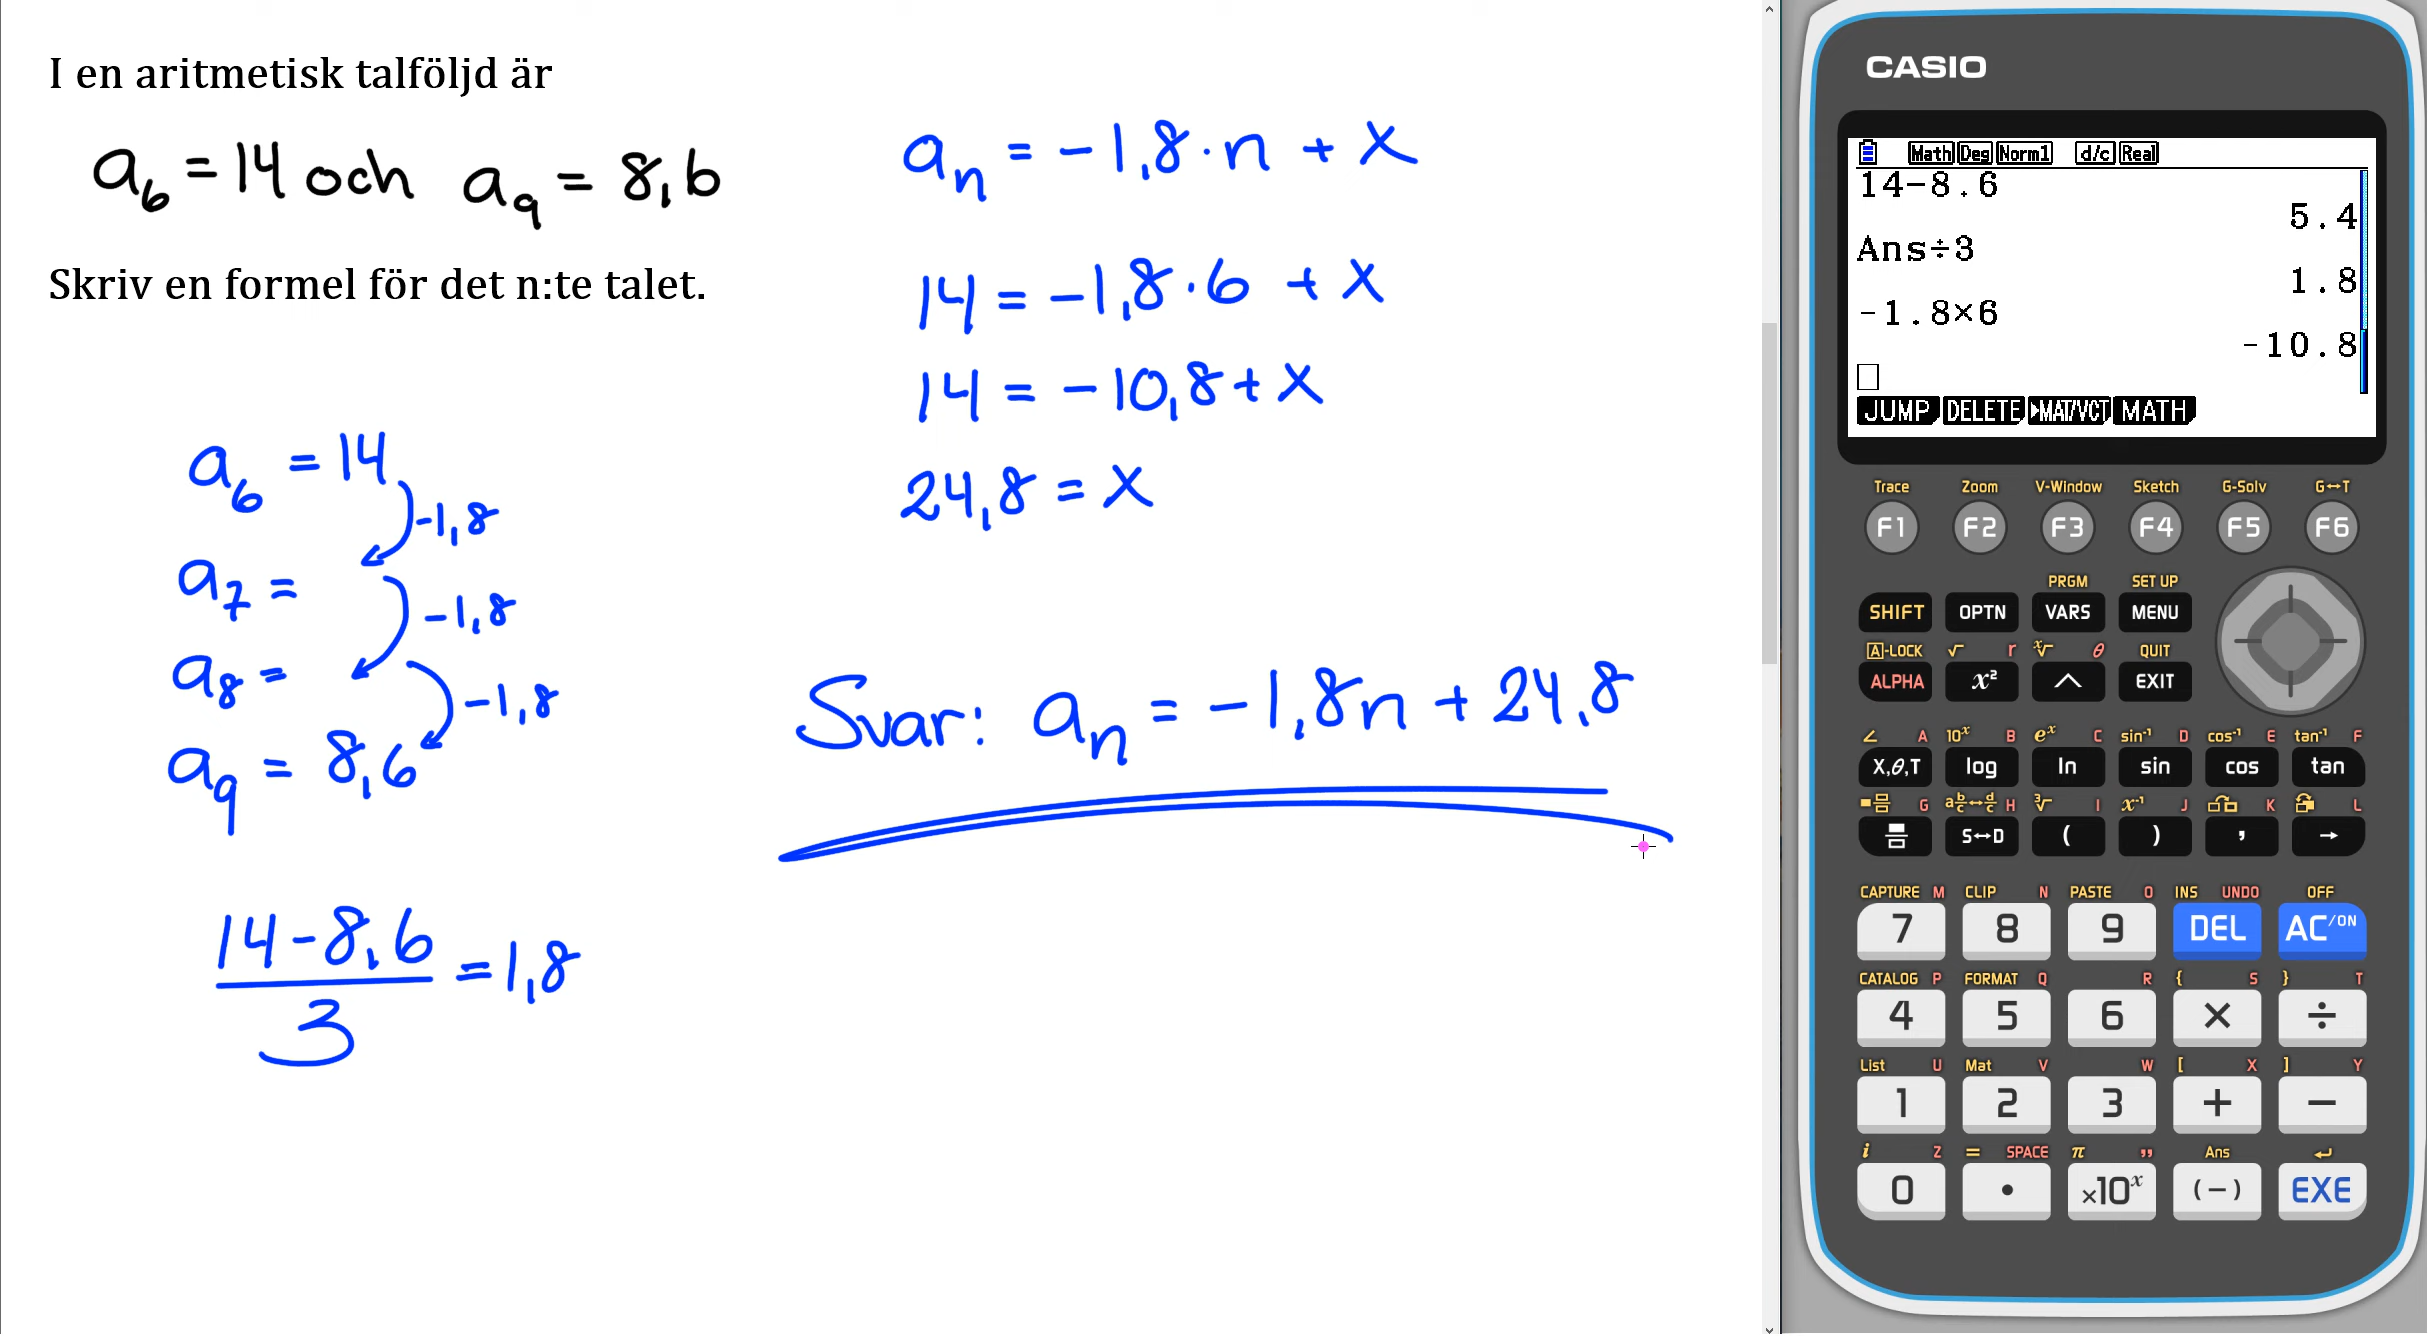 I en aritmetisk talföljd är
a₆ = 14 och a₉ = 8,6
Skriv en formel för det n:te talet.
a₆ = 14
-1,8
a₇ =
-1,8
a₈ =
-1,8
a₉ = 8,6
14 - 8,6
3
= 1,8
aₙ = -1,8 · n + x
14 = -1,8 · 6 + x
14 = -10,8 + x
24,8 = x
Svar: aₙ = -1,8n + 24,8
CASIO
Math Deg Norm1 d/c Real
14-8.6
5.4
Ans÷3
1.8
-1.8×6
-10.8
JUMP DELETE ▶MAT/VCT MATH
Trace Zoom V-Window Sketch G-Solv G↔T
F1 F2 F3 F4 F5 F6
PRGM SET UP
SHIFT OPTN VARS MENU
A-LOCK √ r ˣ√ θ QUIT
ALPHA x² ^ EXIT
∠ A 10ˣ B eˣ C sin⁻¹ D cos⁻¹ E tan⁻¹ F
X,θ,T log ln sin cos tan
G a b/c↔d/c H ³√ I x⁻¹ J K L
S↔D ( ) , →
CAPTURE M CLIP N PASTE O INS UNDO OFF
7 8 9 DEL AC/ON
CATALOG P FORMAT Q R { S } T
4 5 6 × ÷
List U Mat V W [ X ] Y
1 2 3 + −
i Z = SPACE π " Ans ↵
0 • ×10ˣ (−) EXE